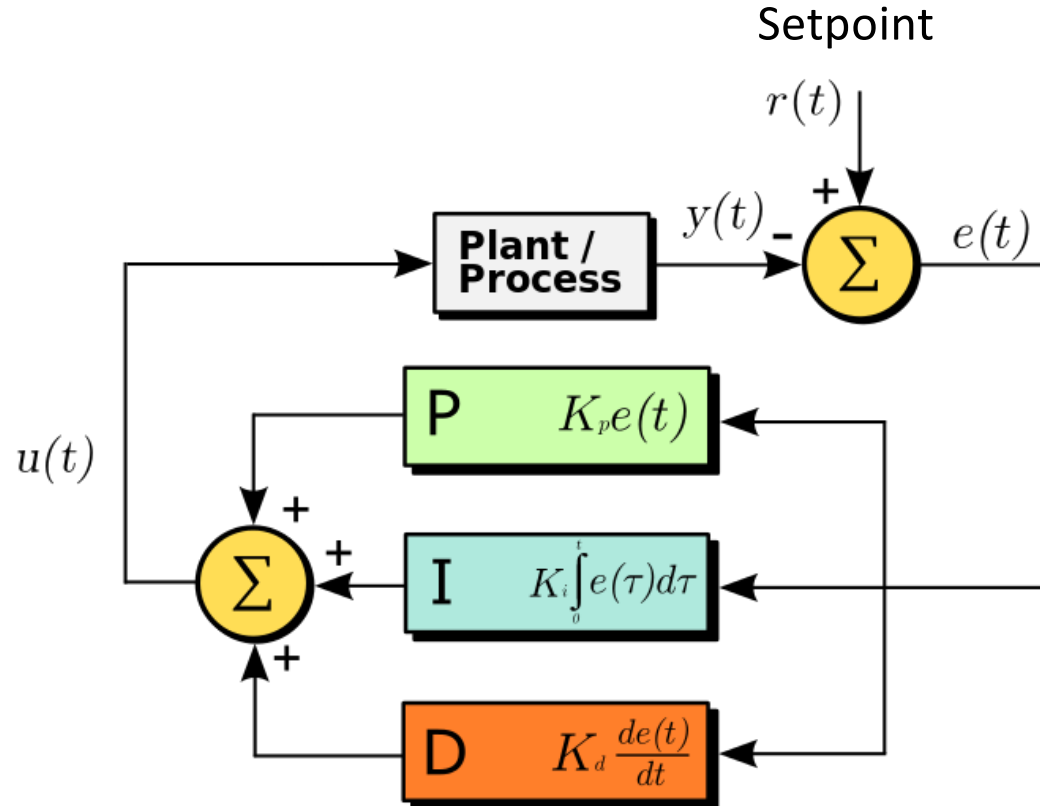 Setpoint
r(t)
+
Plant /
Process
y(t)
-
Σ
e(t)
P K_p e(t)
u(t)
+
+
Σ
I K_i ∫_0^t e(τ)dτ
+
D K_d de(t)/dt